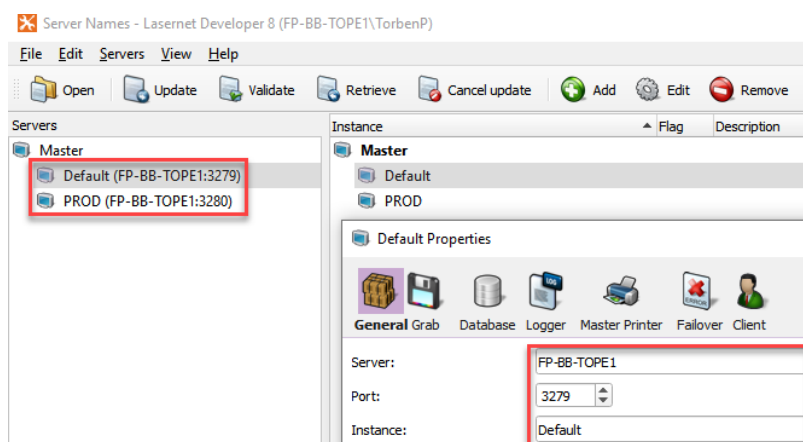 Server Names - Lasernet Developer 8 (FP-BB-TOPE1\TorbenP)
File Edit Servers View Help
Open Update Validate Retrieve Cancel update Add Edit Remove
Servers Instance Flag Description
Master Master
Default (FP-BB-TOPE1:3279) Default
PROD (FP-BB-TOPE1:3280) PROD
Default Properties
LOG ERROR
General Grab Database Logger Master Printer Failover Client
Server: FP-BB-TOPE1
Port: 3279
Instance: Default